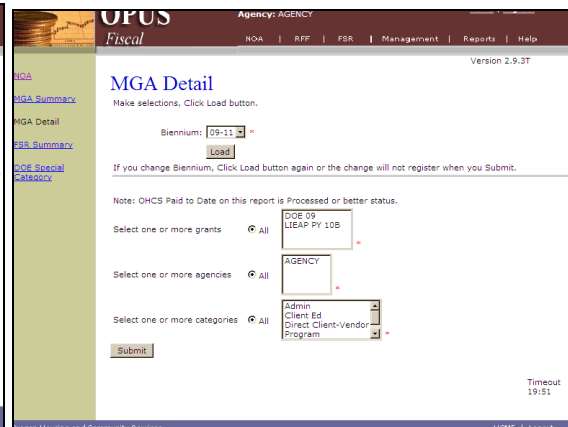 OPUS
Agency: AGENCY
Fiscal
NOA | RFF | FSR | Management | Reports | Help
Version 2.9.3T
NOA
MGA Summary
MGA Detail
FSR Summary
DOE Special
Category
MGA Detail
Make selections, Click Load button.
Biennium: 09-11 *
Load
If you change Biennium, Click Load button again or the change will not register when you Submit.
Note: OHCS Paid to Date on this report is Processed or better status.
Select one or more grants All
DOE 09
LIEAP PY 10B
*
Select one or more agencies All
AGENCY
*
Select one or more categories All
Admin
Client Ed
Direct Client-Vendor
Program
*
Submit
Timeout
19:51